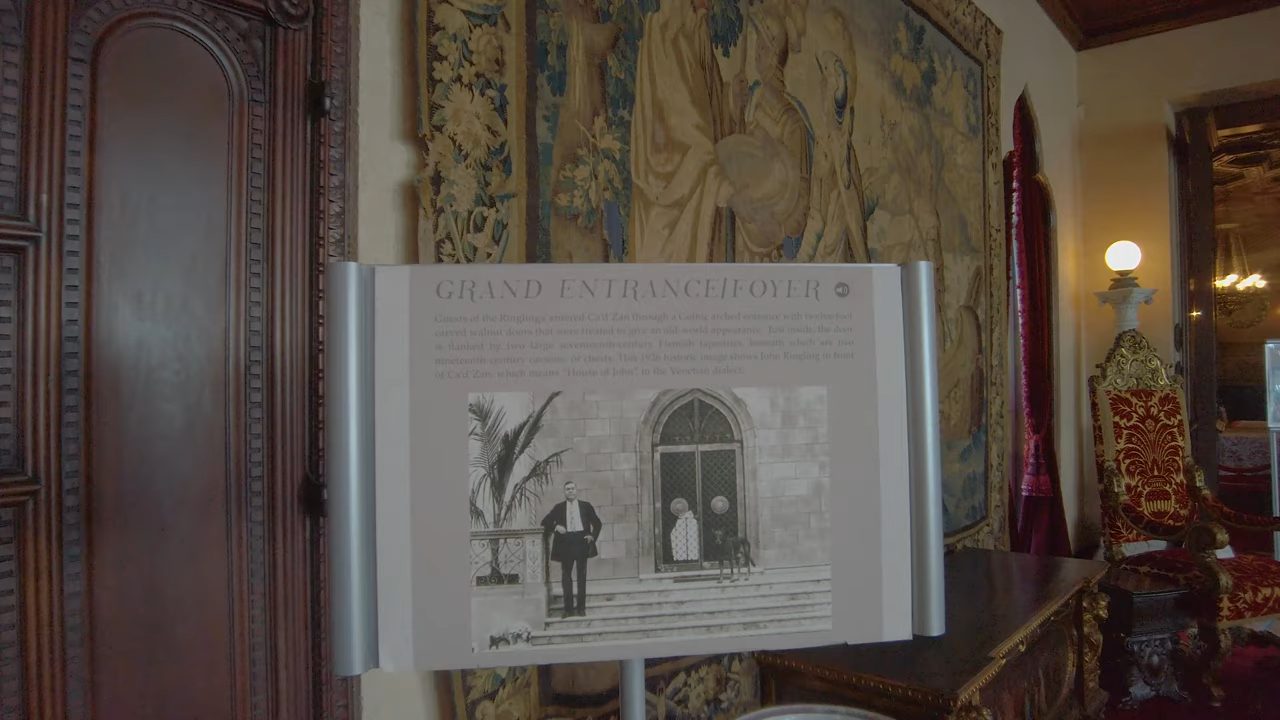 GRAND ENTRANCE/FOYER
Guests of the Ringlings entered Ca'd'Zan through a Gothic arched entrance with
carved walnut doors that were treated to give an old-world appearance. Just inside, the door
is flanked by two large seventeenth-century Flemish tapestries, beneath which are two
nineteenth-century cassone, or chests. This 1926 historic image shows John Ringling in front
of Ca'd'Zan, which means "House of John", in the Venetian dialect.